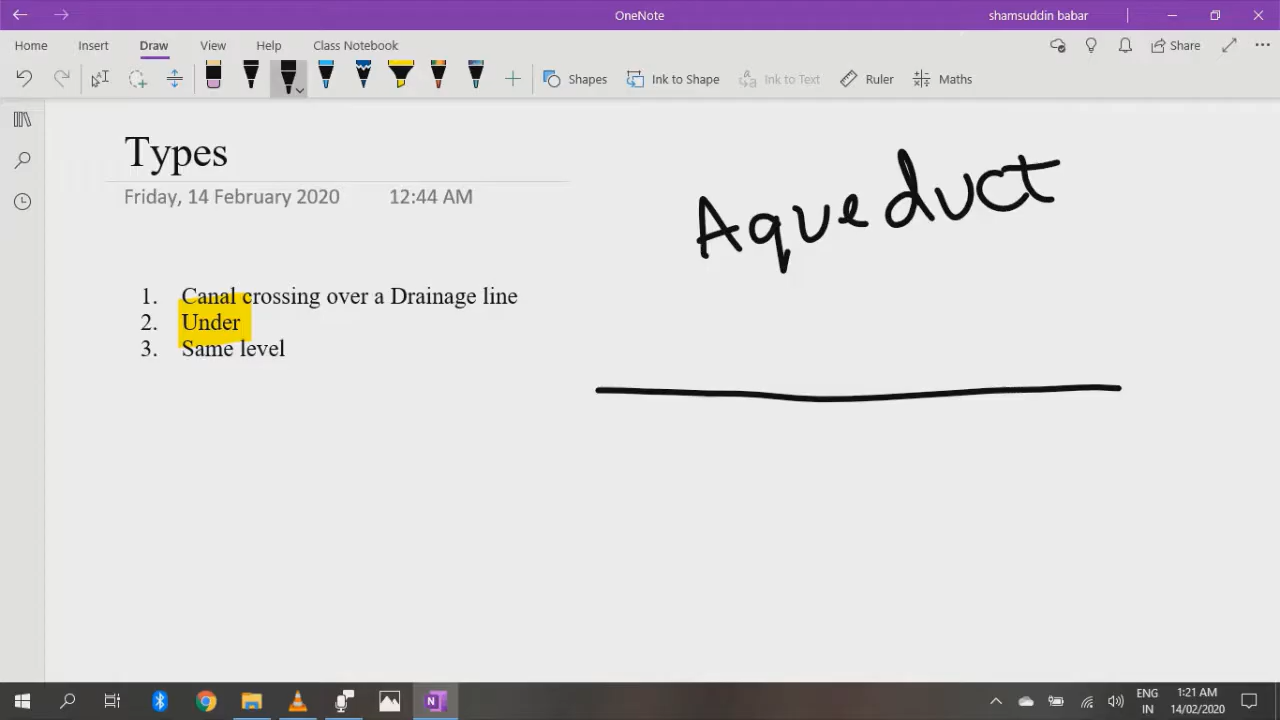 OneNote
shamsuddin babar
Home Insert Draw View Help Class Notebook
Share
Shapes Ink to Shape Ink to Text Ruler Maths
Types
Friday, 14 February 2020 12:44 AM
1. Canal crossing over a Drainage line
2. Under
3. Same level
Aqueduct
ENG 1:21 AM
IN 14/02/2020